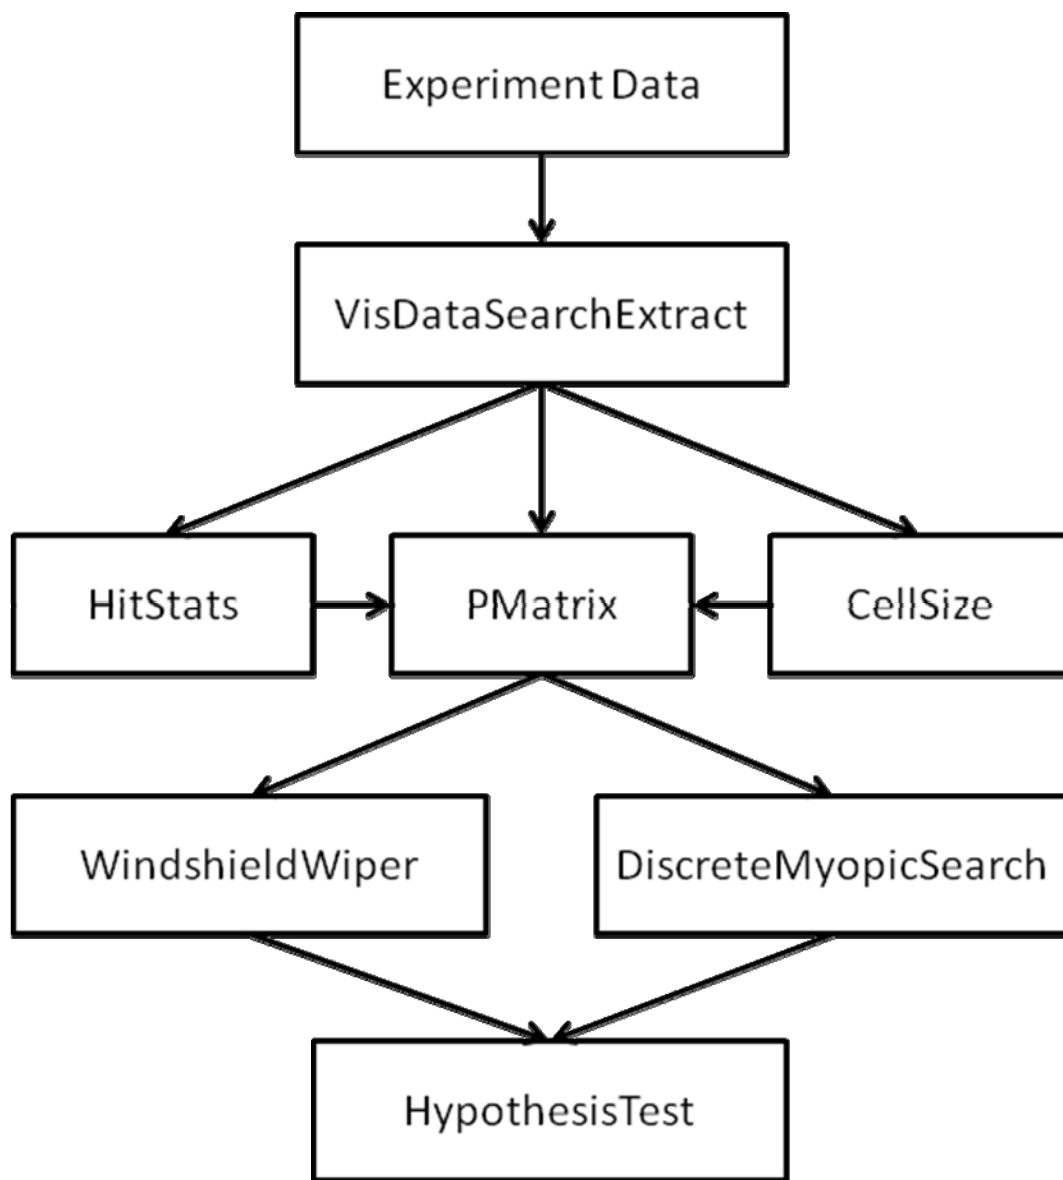 Experiment Data
VisDataSearchExtract
HitStats
PMatrix
CellSize
WindshieldWiper
DiscreteMyopicSearch
HypothesisTest